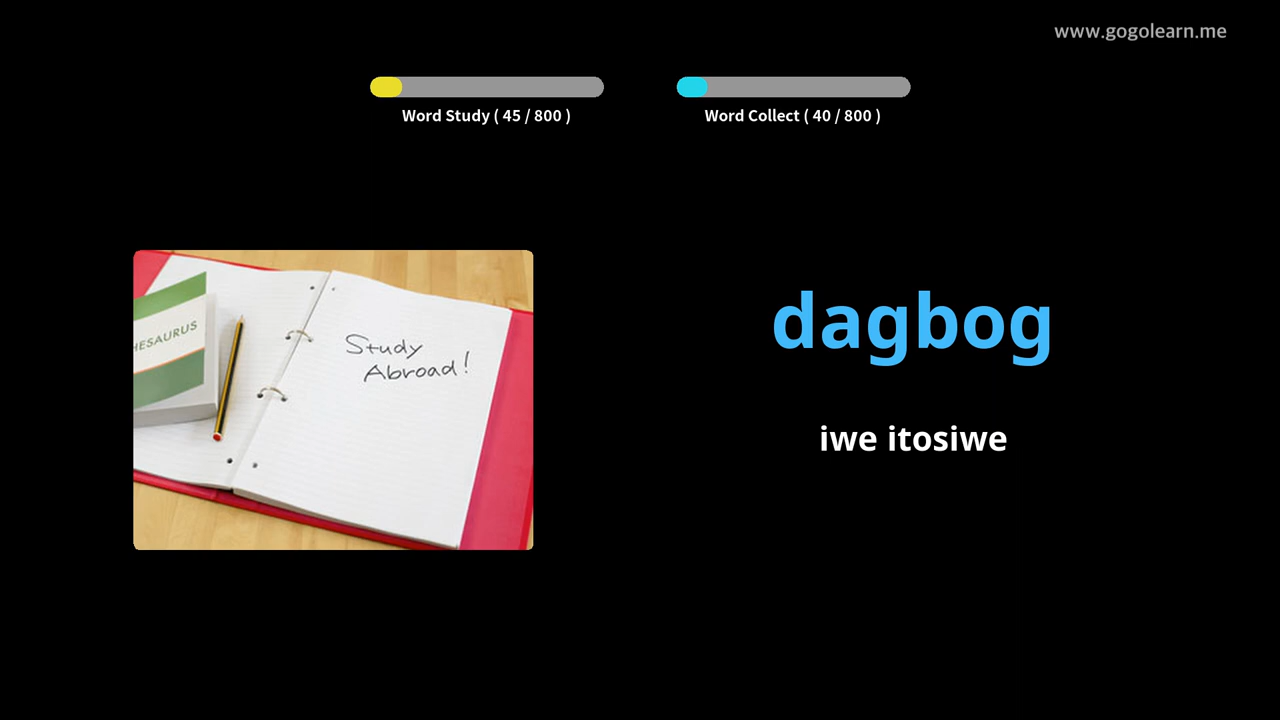 www.gogolearn.me
Word Study ( 45 / 800 )
Word Collect ( 40 / 800 )
HESAURUS
Study
Abroad!
dagbog
iwe itosiwe